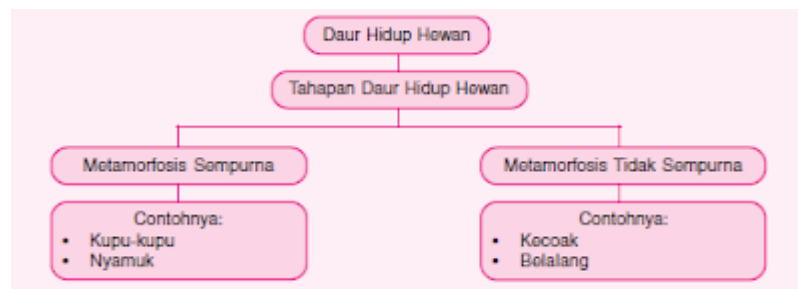 Daur Hidup Hewan
Tahapan Daur Hidup Hewan
Metamorfosis Sempurna
Metamorfosis Tidak Sempurna
Contohnya:
• Kupu-kupu
• Nyamuk
Contohnya:
• Kecoak
• Belalang